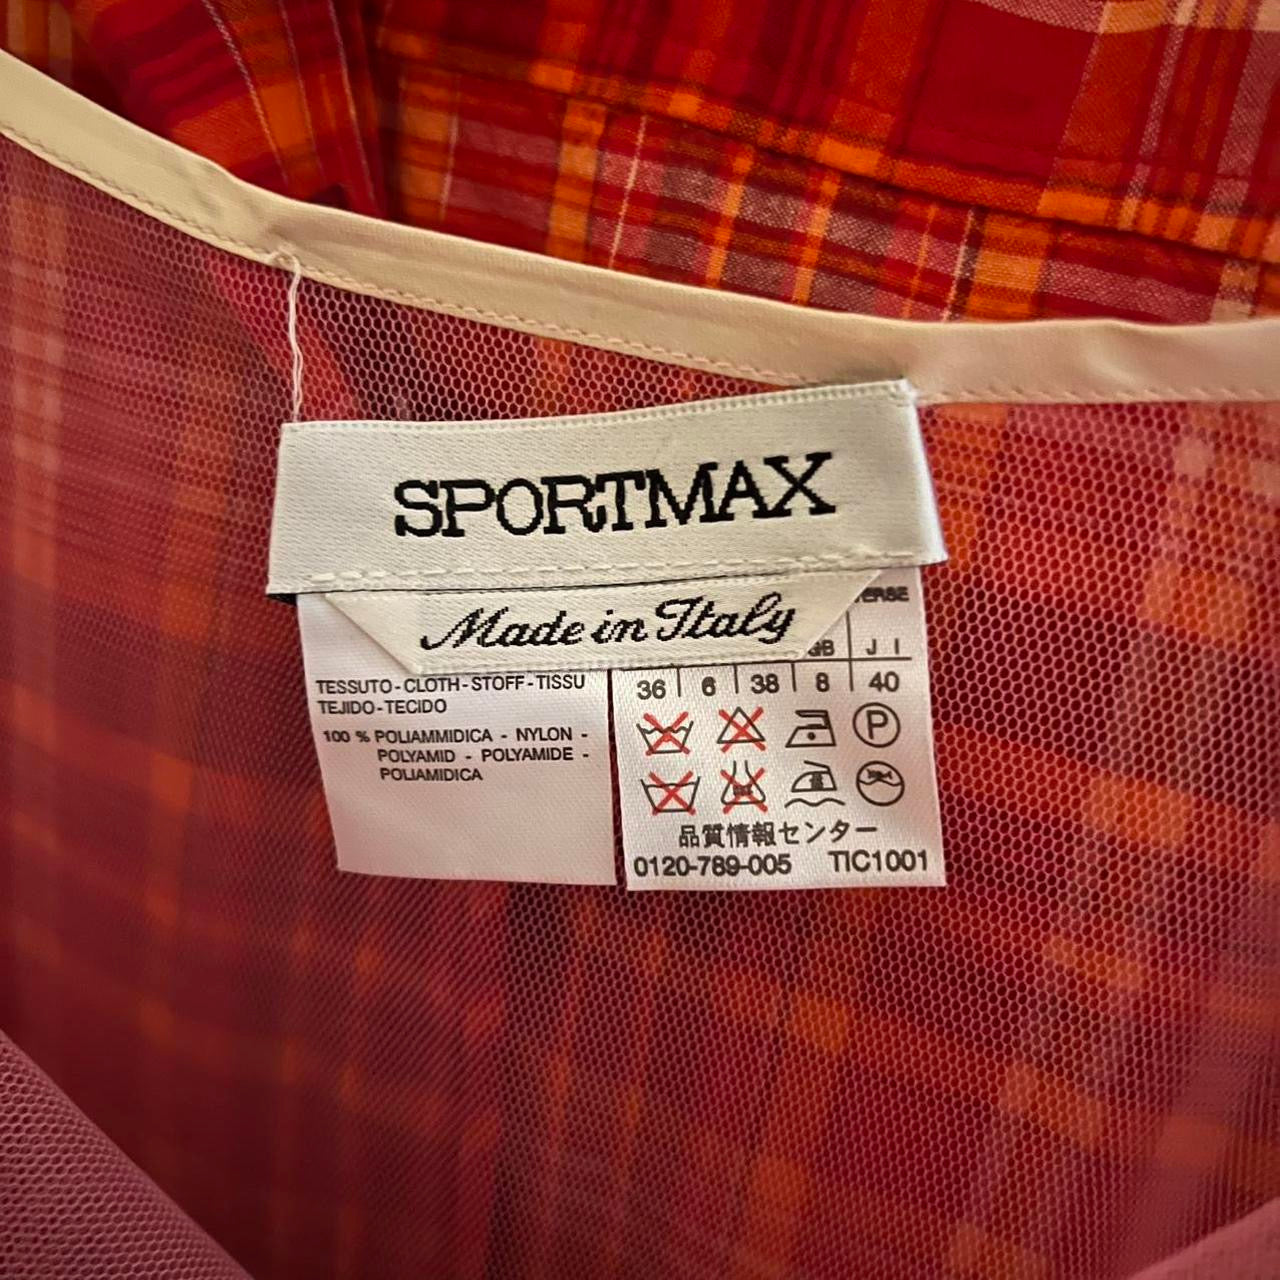 SPORTMAX
Made in Italy
TESSUTO-CLOTH-STOFF-TISSU
TEJIDO-TECIDO
100 % POLIAMMIDICA - NYLON -
POLYAMID - POLYAMIDE -
POLIAMIDICA
GB J I
36 6 38 8 40
P
品質情報センター
0120-789-005 TIC1001